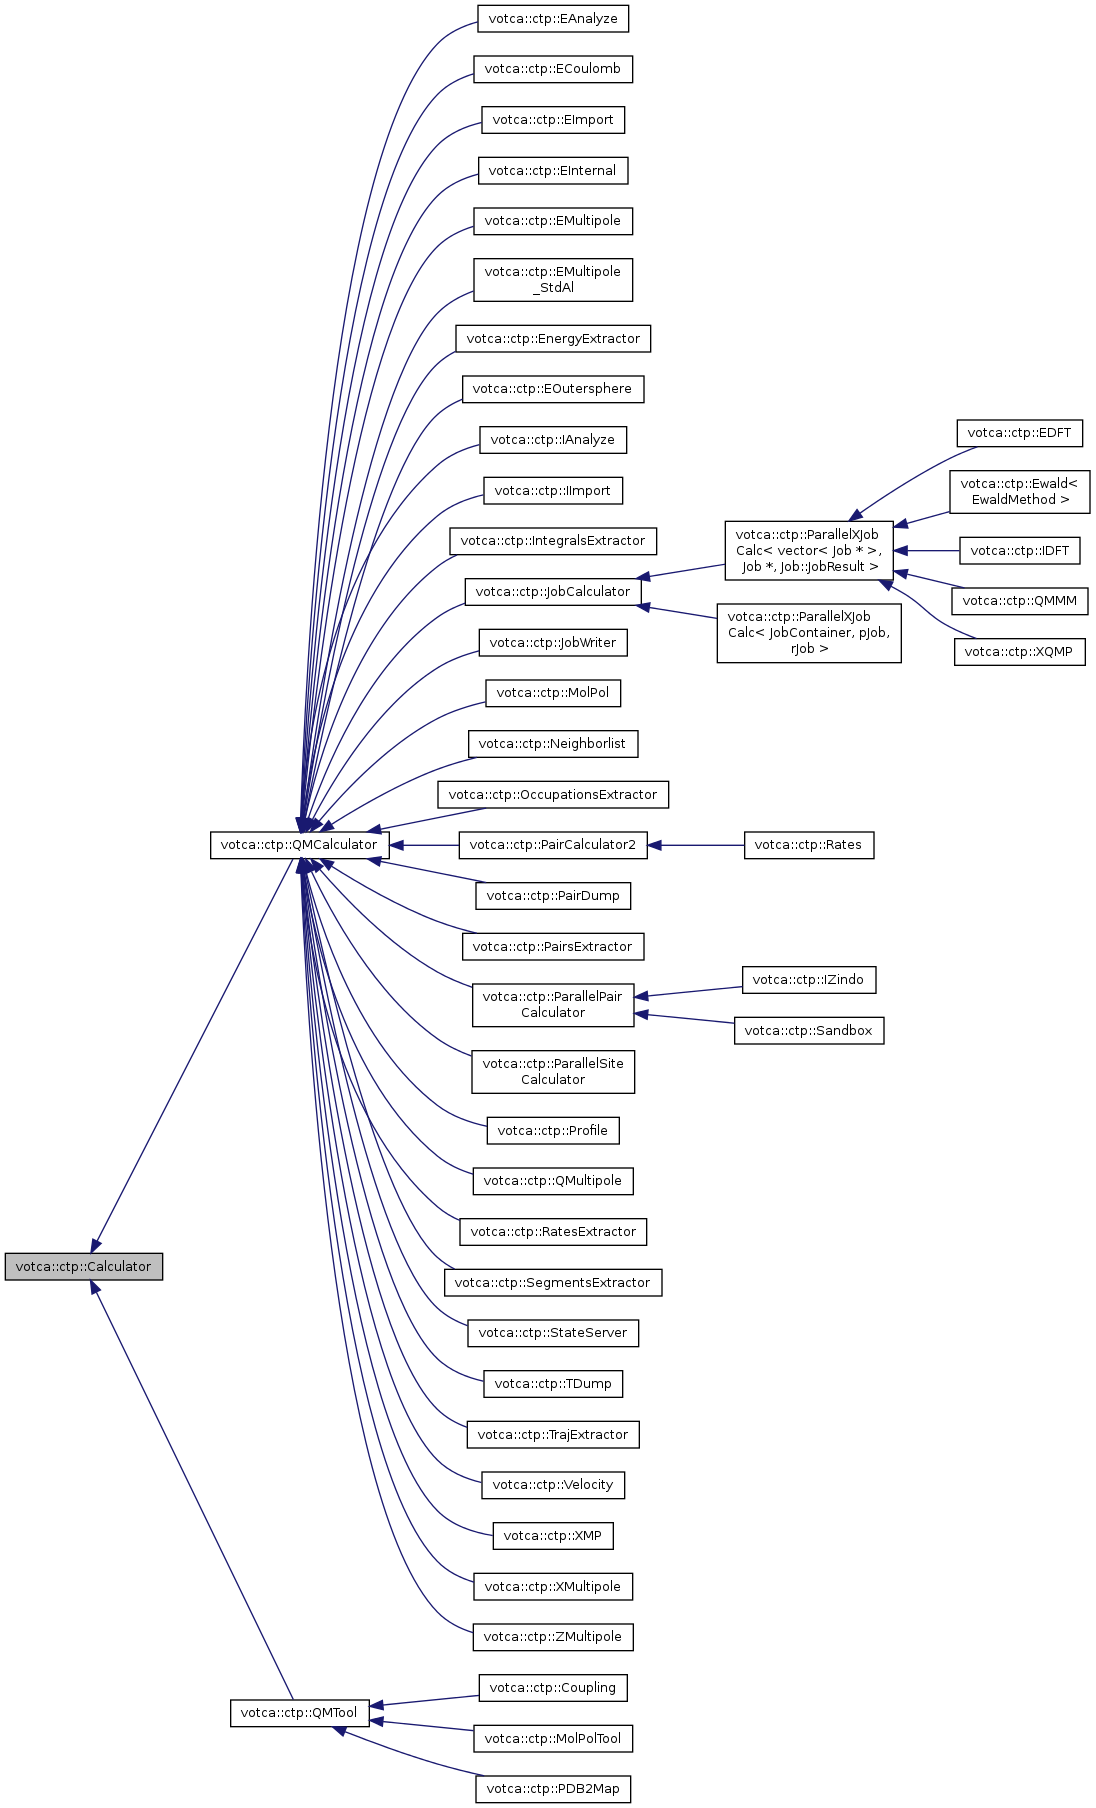 votca::ctp::EAnalyze
votca::ctp::ECoulomb
votca::ctp::EImport
votca::ctp::EInternal
votca::ctp::EMultipole
votca::ctp::EMultipole
_StdAl
votca::ctp::EnergyExtractor
votca::ctp::EOutersphere
votca::ctp::IAnalyze
votca::ctp::IImport
votca::ctp::IntegralsExtractor
votca::ctp::JobCalculator
votca::ctp::JobWriter
votca::ctp::MolPol
votca::ctp::Neighborlist
votca::ctp::OccupationsExtractor
votca::ctp::PairCalculator2
votca::ctp::PairDump
votca::ctp::PairsExtractor
votca::ctp::ParallelPair
Calculator
votca::ctp::ParallelSite
Calculator
votca::ctp::Profile
votca::ctp::QMultipole
votca::ctp::RatesExtractor
votca::ctp::SegmentsExtractor
votca::ctp::StateServer
votca::ctp::TDump
votca::ctp::TrajExtractor
votca::ctp::Velocity
votca::ctp::XMP
votca::ctp::XMultipole
votca::ctp::ZMultipole
votca::ctp::Coupling
votca::ctp::MolPolTool
votca::ctp::PDB2Map
votca::ctp::QMCalculator
votca::ctp::Calculator
votca::ctp::QMTool
votca::ctp::ParallelXJob
Calc< vector< Job * >,
Job *, Job::JobResult >
votca::ctp::ParallelXJob
Calc< JobContainer, pJob,
rJob >
votca::ctp::Rates
votca::ctp::IZindo
votca::ctp::Sandbox
votca::ctp::EDFT
votca::ctp::Ewald<
EwaldMethod >
votca::ctp::IDFT
votca::ctp::QMMM
votca::ctp::XQMP